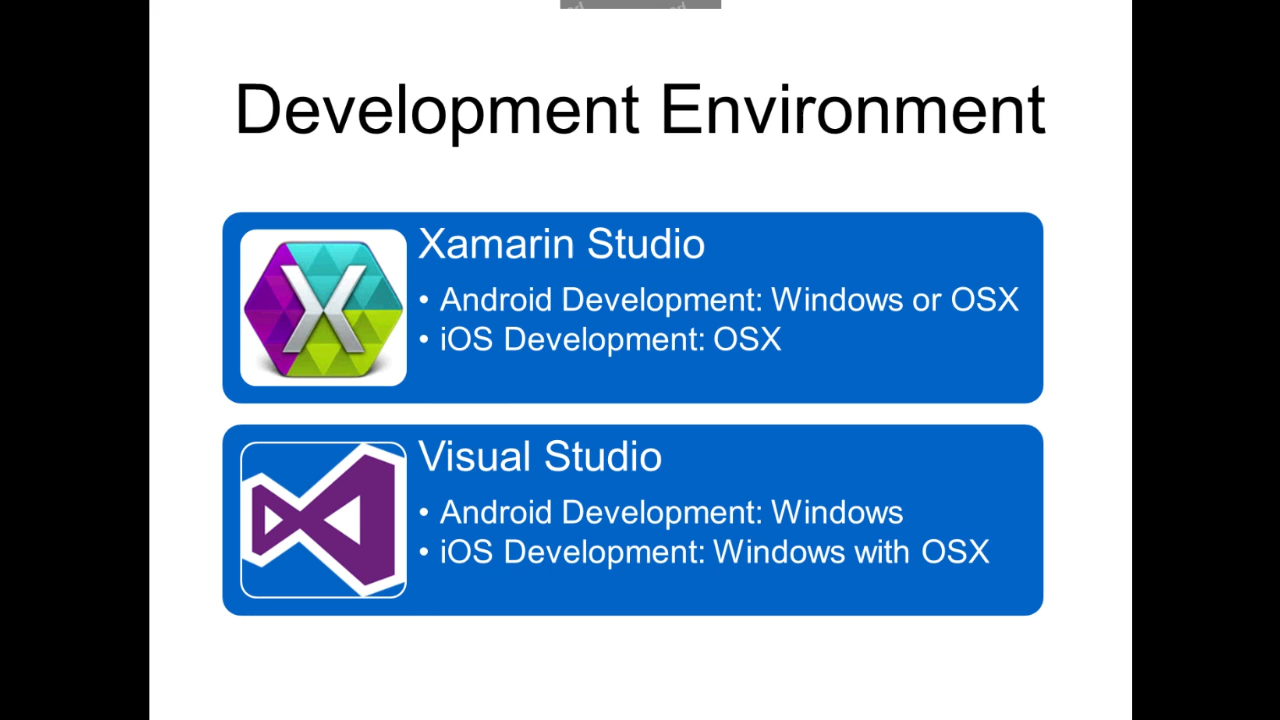 Development Environment
Xamarin Studio
• Android Development: Windows or OSX
• iOS Development: OSX
Visual Studio
• Android Development: Windows
• iOS Development: Windows with OSX